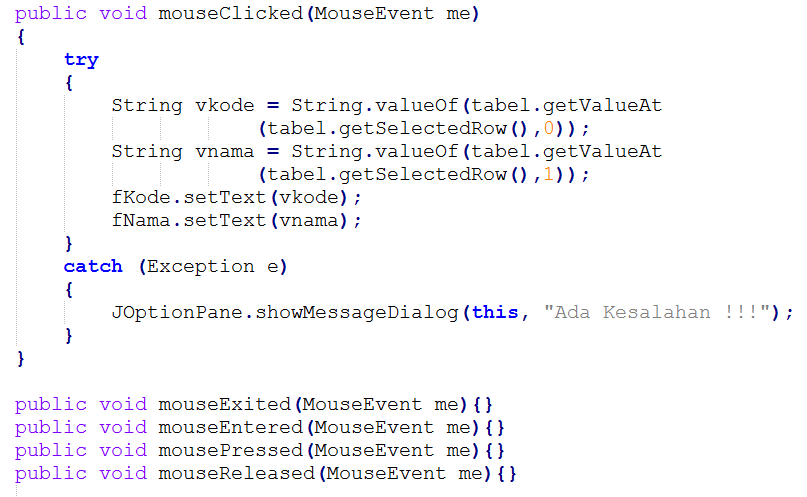 public void mouseClicked(MouseEvent me)
{
    try
    {
        String vkode = String.valueOf(tabel.getValueAt
                    (tabel.getSelectedRow(),0));
        String vnama = String.valueOf(tabel.getValueAt
                    (tabel.getSelectedRow(),1));
        fKode.setText(vkode);
        fNama.setText(vnama);
    }
    catch (Exception e)
    {
        JOptionPane.showMessageDialog(this, "Ada Kesalahan !!!");
    }
}

public void mouseExited(MouseEvent me){}
public void mouseEntered(MouseEvent me){}
public void mousePressed(MouseEvent me){}
public void mouseReleased(MouseEvent me){}